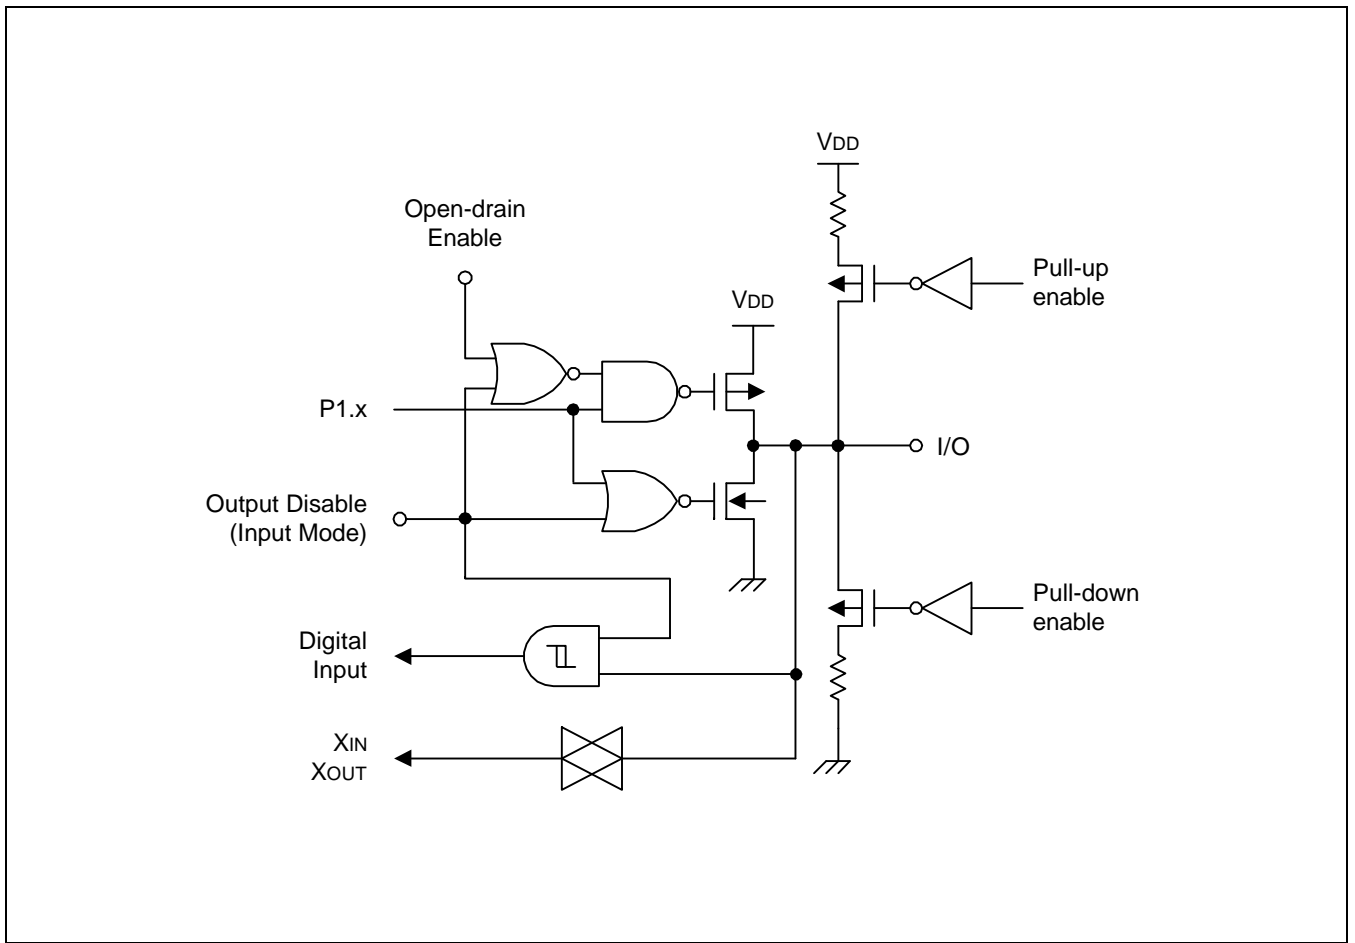 VDD
Open-drain
Enable
Pull-up
enable
VDD
P1.x
I/O
Output Disable
(Input Mode)
Pull-down
enable
Digital
Input
XIN
XOUT